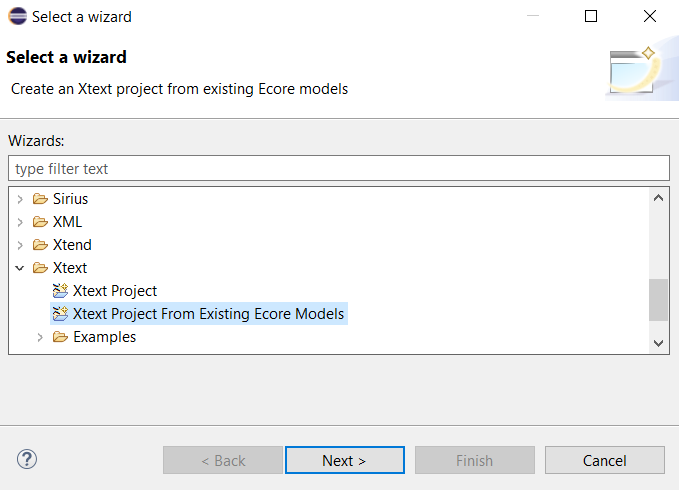 Select a wizard
Select a wizard
Create an Xtext project from existing Ecore models
Wizards:
type filter text
Sirius
XML
Xtend
Xtext
Xtext Project
Xtext Project From Existing Ecore Models
Examples
? < Back Next > Finish Cancel